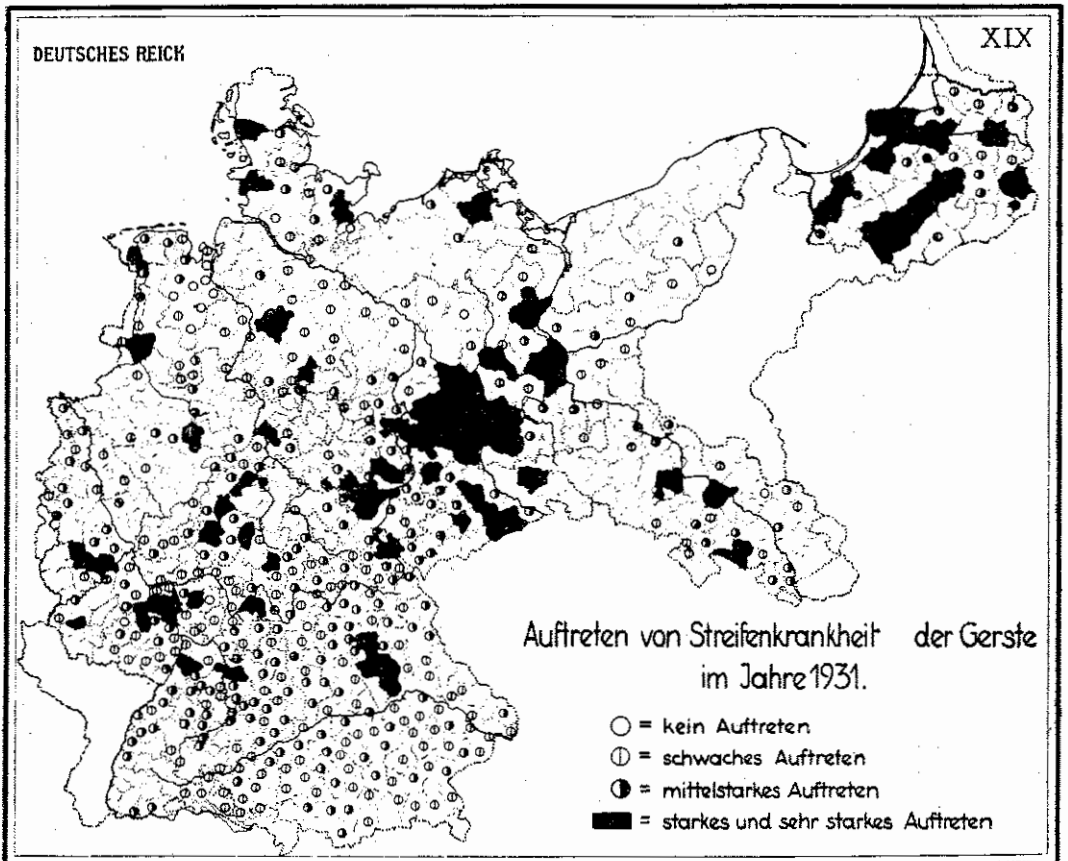 DEUTSCHES REICH
XIX
Auftreten von Streifenkrankheit der Gerste
im Jahre 1931.
= kein Auftreten
= schwaches Auftreten
= mittelstarkes Auftreten
= starkes und sehr starkes Auftreten